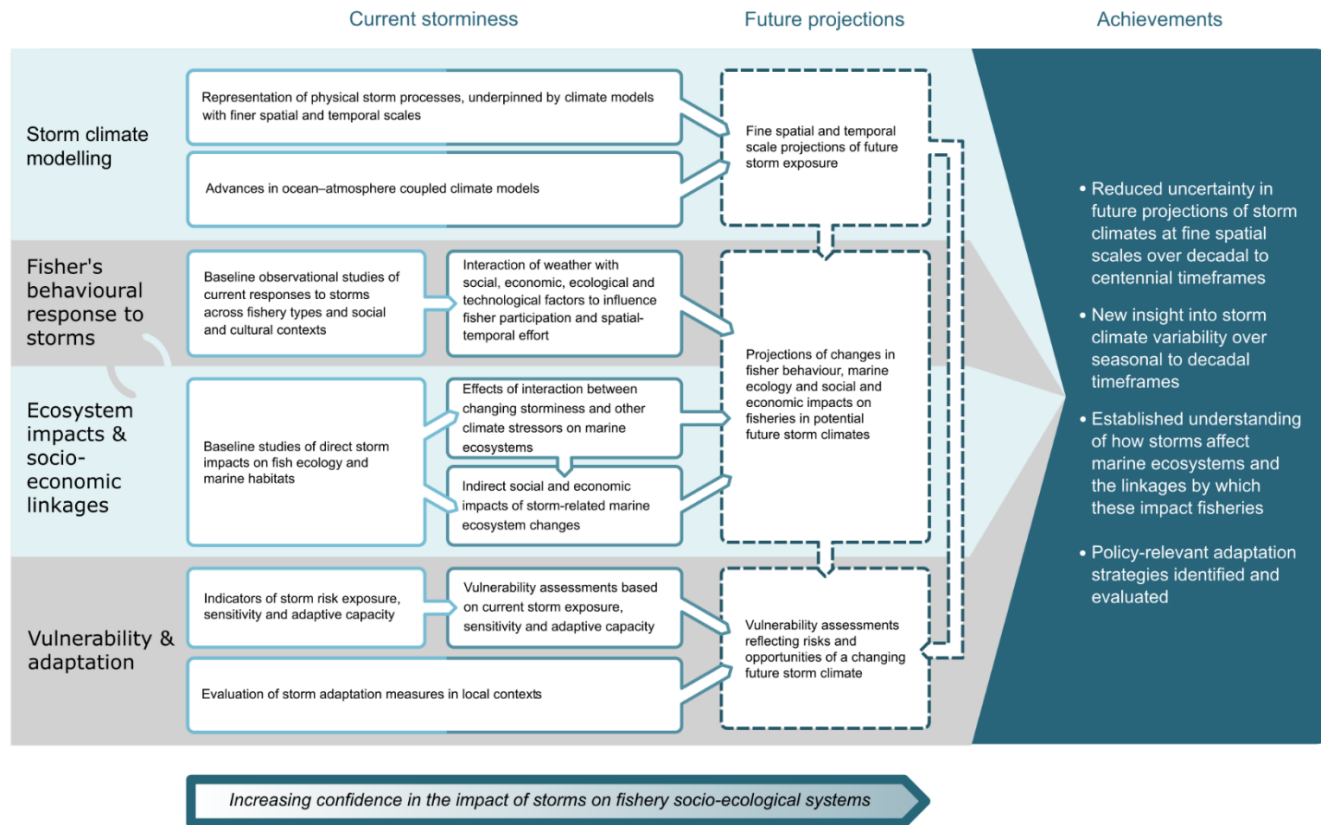 Current storminess
Future projections
Achievements
Storm climate
modelling
Representation of physical storm processes, underpinned by climate models
with finer spatial and temporal scales
Advances in ocean–atmosphere coupled climate models
Fine spatial and temporal
scale projections of future
storm exposure
Fisher's
behavioural
response to
storms
Baseline observational studies of
current responses to storms
across fishery types and social
and cultural contexts
Interaction of weather with
social, economic, ecological and
technological factors to influence
fisher participation and spatial-
temporal effort
Projections of changes in
fisher behaviour, marine
ecology and social and
economic impacts on
fisheries in potential
future storm climates
Ecosystem
impacts &
socio-
economic
linkages
Baseline studies of direct storm
impacts on fish ecology and
marine habitats
Effects of interaction between
changing storminess and other
climate stressors on marine
ecosystems
Indirect social and economic
impacts of storm-related marine
ecosystem changes
Vulnerability &
adaptation
Indicators of storm risk exposure,
sensitivity and adaptive capacity
Vulnerability assessments based
on current storm exposure,
sensitivity and adaptive capacity
Evaluation of storm adaptation measures in local contexts
Vulnerability assessments
reflecting risks and
opportunities of a changing
future storm climate
• Reduced uncertainty in
future projections of storm
climates at fine spatial
scales over decadal to
centennial timeframes
• New insight into storm
climate variability over
seasonal to decadal
timeframes
• Established understanding
of how storms affect
marine ecosystems and
the linkages by which
these impact fisheries
• Policy-relevant adaptation
strategies identified and
evaluated
Increasing confidence in the impact of storms on fishery socio-ecological systems